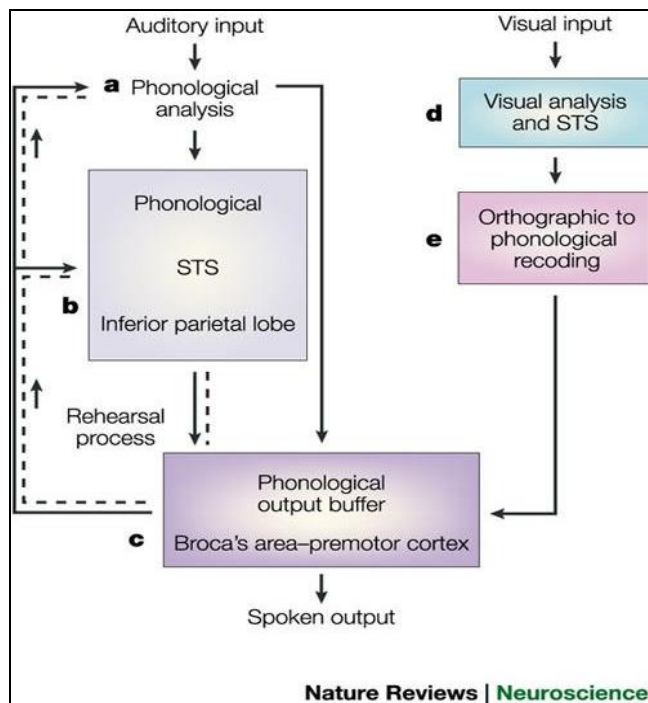 Auditory input
a Phonological
analysis
Phonological
STS
Inferior parietal lobe
b
Rehearsal
process
Phonological
output buffer
Broca's area–premotor cortex
c
Spoken output
Visual input
d
Visual analysis
and STS
e
Orthographic to
phonological
recoding
Nature Reviews | Neuroscience